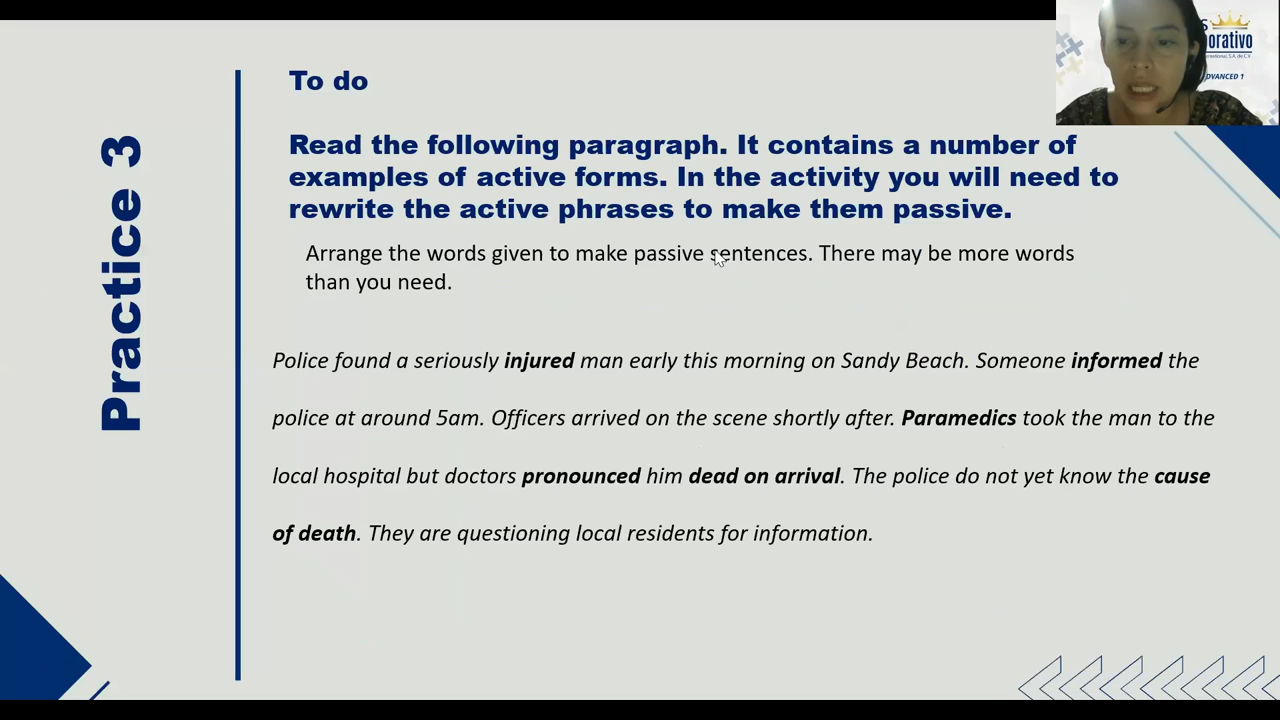 To do
Read the following paragraph. It contains a number of
examples of active forms. In the activity you will need to
rewrite the active phrases to make them passive.
Arrange the words given to make passive sentences. There may be more words
than you need.
Police found a seriously injured man early this morning on Sandy Beach. Someone informed the
police at around 5am. Officers arrived on the scene shortly after. Paramedics took the man to the
local hospital but doctors pronounced him dead on arrival. The police do not yet know the cause
of death. They are questioning local residents for information.
Practice 3